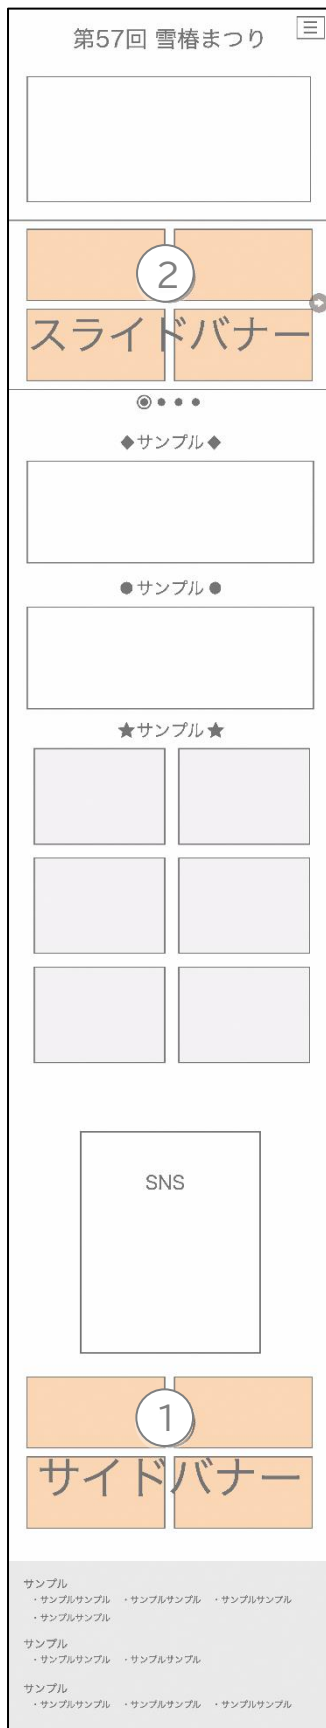 第57回 雪椿まつり
②
スライドバナー
◆サンプル◆
●サンプル●
★サンプル★
SNS
①
サイドバナー
サンプル
・サンプルサンプル ・サンプルサンプル ・サンプルサンプル
・サンプルサンプル
サンプル
・サンプルサンプル ・サンプルサンプル
サンプル
・サンプルサンプル ・サンプルサンプル ・サンプルサンプル